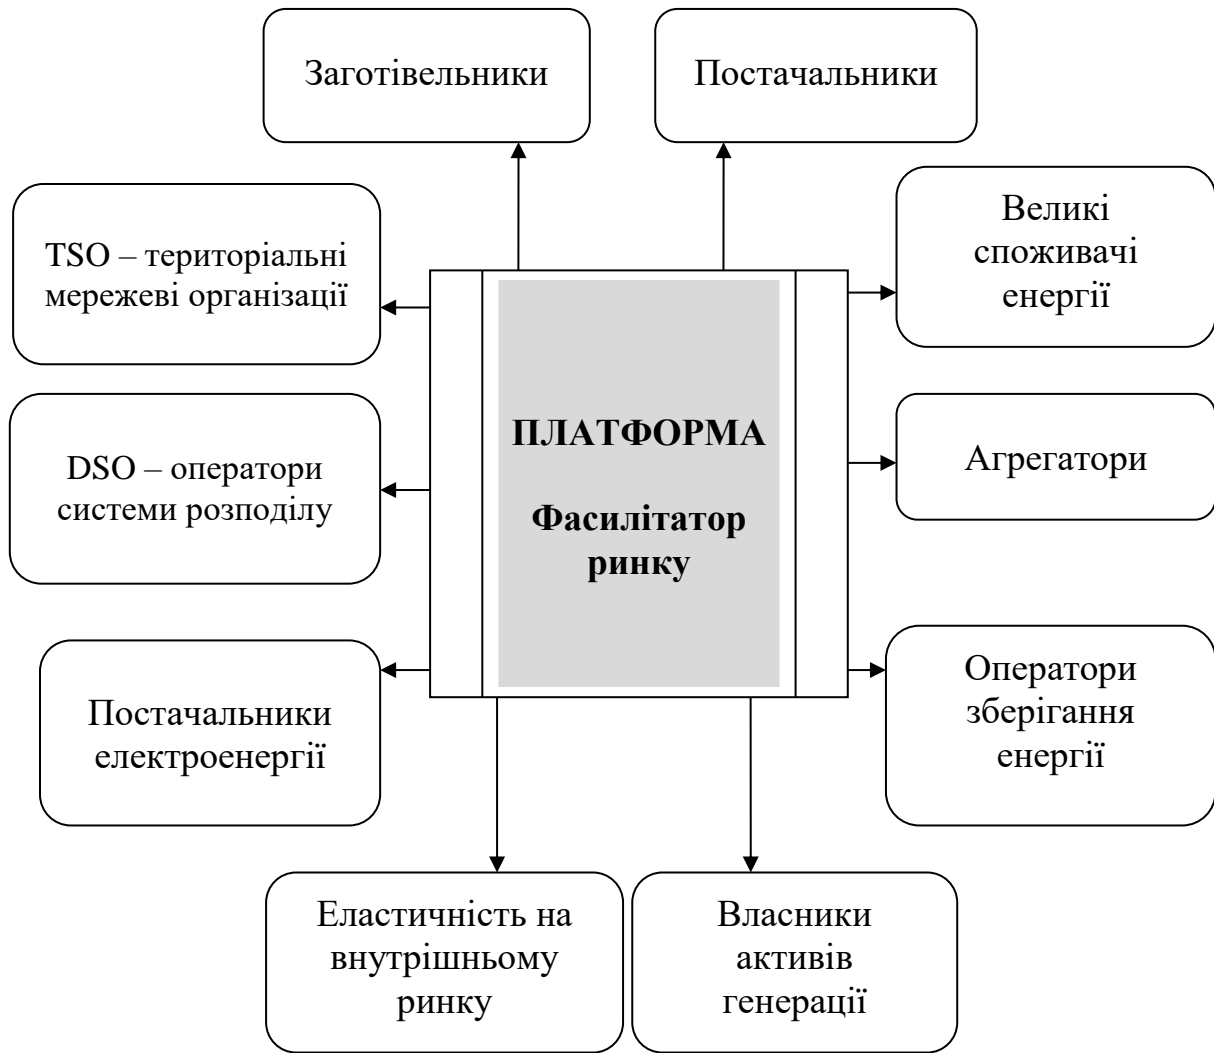 Заготівельники
Постачальники
TSO – територіальні
мережеві організації
Великі
споживачі
енергії
DSO – оператори
системи розподілу
ПЛАТФОРМА
Фасилітатор
ринку
Агрегатори
Постачальники
електроенергії
Оператори
зберігання
енергії
Еластичність на
внутрішньому
ринку
Власники
активів
генерації